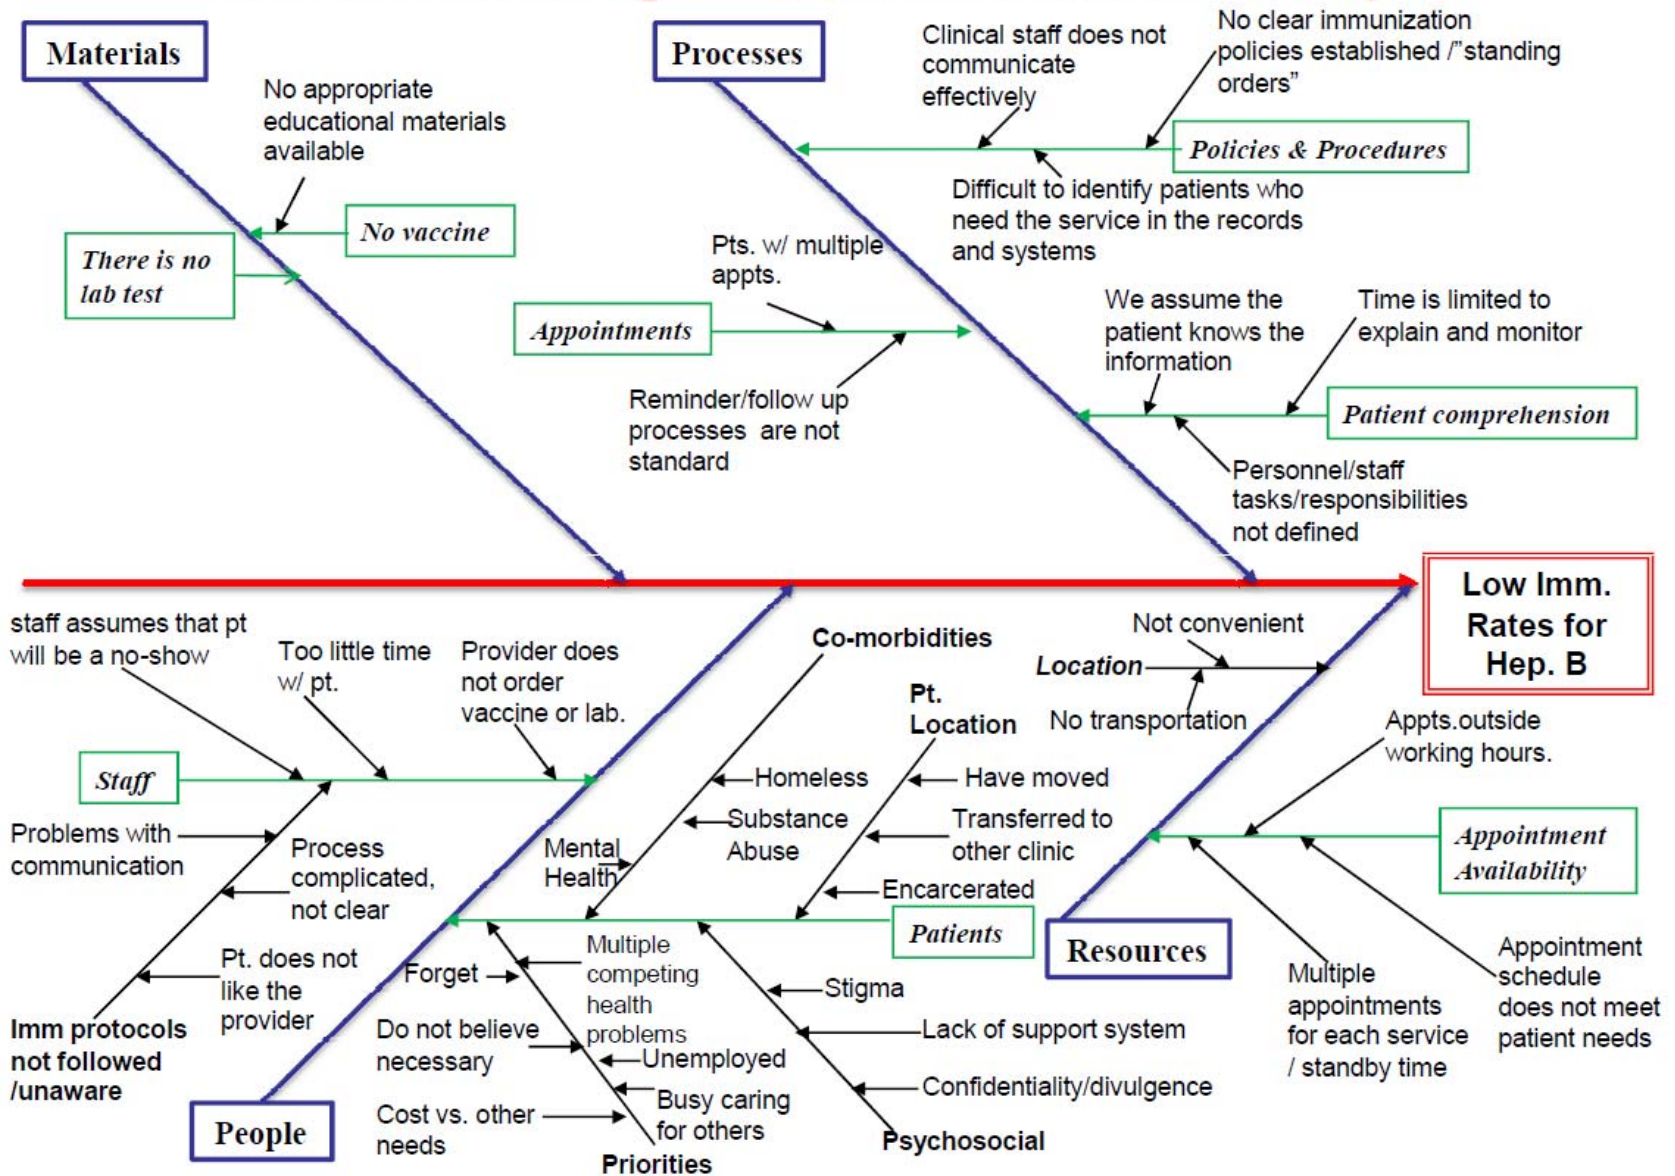 Materials
No appropriate
educational materials
available
No vaccine
There is no
lab test
Processes
Clinical staff does not
communicate
effectively
No clear immunization
policies established /"standing
orders"
Policies & Procedures
Difficult to identify patients who
need the service in the records
and systems
Pts. w/ multiple
appts.
Appointments
Reminder/follow up
processes are not
standard
We assume the
patient knows the
information
Time is limited to
explain and monitor
Patient comprehension
Personnel/staff
tasks/responsibilities
not defined
Low Imm.
Rates for
Hep. B
staff assumes that pt
will be a no-show
Too little time
w/ pt.
Provider does
not order
vaccine or lab.
Staff
Problems with
communication
Process
complicated,
not clear
Pt. does not
like the
provider
Imm protocols
not followed
/unaware
People
Co-morbidities
Homeless
Substance
Abuse
Mental
Health
Pt.
Location
Have moved
Transferred to
other clinic
Encarcerated
Patients
Forget
Multiple
competing
health
problems
Do not believe
necessary
Unemployed
Busy caring
for others
Cost vs. other
needs
Priorities
Stigma
Lack of support system
Confidentiality/divulgence
Psychosocial
Not convenient
Location
No transportation
Appts.outside
working hours.
Appointment
Availability
Resources
Multiple
appointments
for each service
/ standby time
Appointment
schedule
does not meet
patient needs